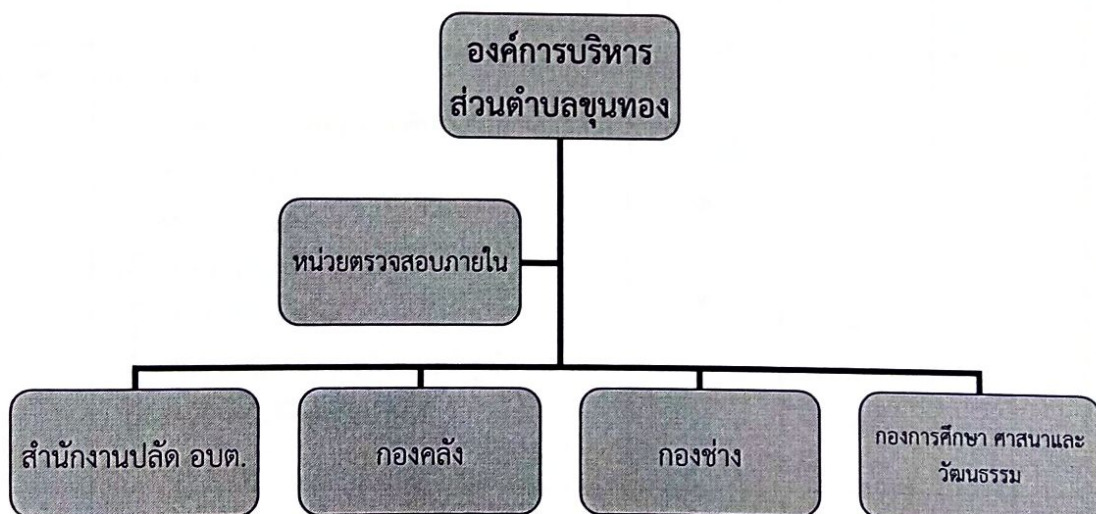 องค์การบริหาร
ส่วนตำบลขุนทอง
หน่วยตรวจสอบภายใน
สำนักงานปลัด อบต.
กองคลัง
กองช่าง
กองการศึกษา ศาสนาและ
วัฒนธรรม